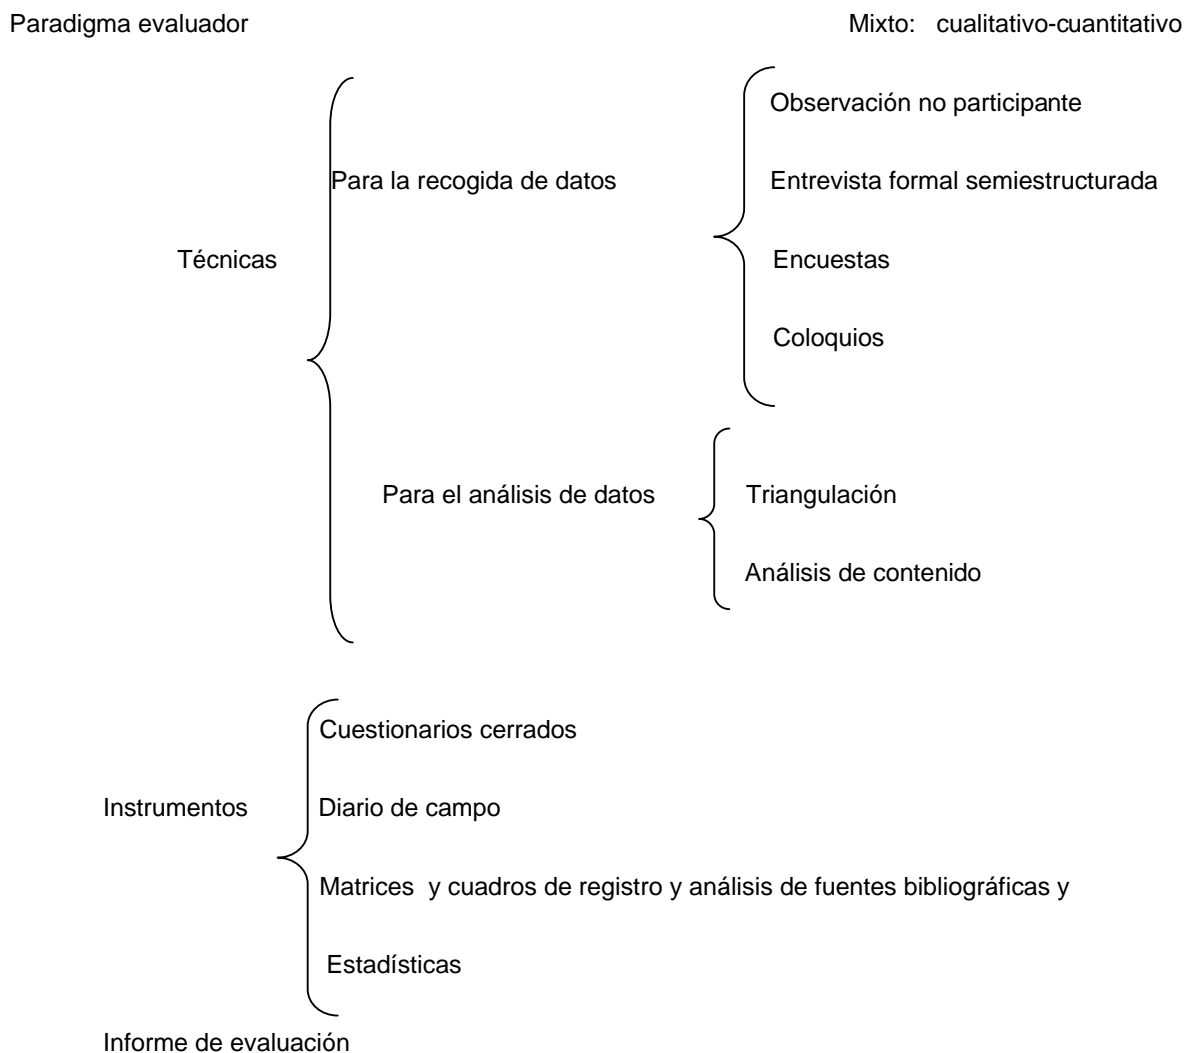 Paradigma evaluador Mixto: cualitativo-cuantitativo
Observación no participante
Para la recogida de datos Entrevista formal semiestructurada
Técnicas Encuestas
Coloquios
Para el análisis de datos Triangulación
Análisis de contenido
Cuestionarios cerrados
Instrumentos Diario de campo
Matrices y cuadros de registro y análisis de fuentes bibliográficas y
Estadísticas
Informe de evaluación